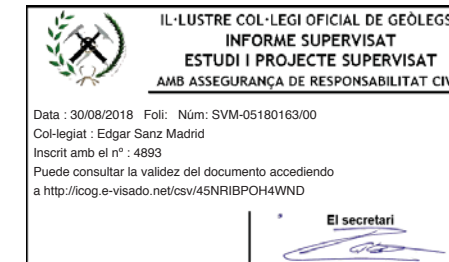 IL·LUSTRE COL·LEGI OFICIAL DE GEÒLEGS
INFORME SUPERVISAT
ESTUDI I PROJECTE SUPERVISAT
AMB ASSEGURANÇA DE RESPONSABILITAT
Data : 30/08/2018 Foli: Núm: SVM-05180163/00
Col-legiat : Edgar Sanz Madrid
Inscrit amb el nº : 4893
Puede consultar la validez del documento accediendo
a http://icog.e-visado.net/csv/45NRIBPOH4WND
El secretari